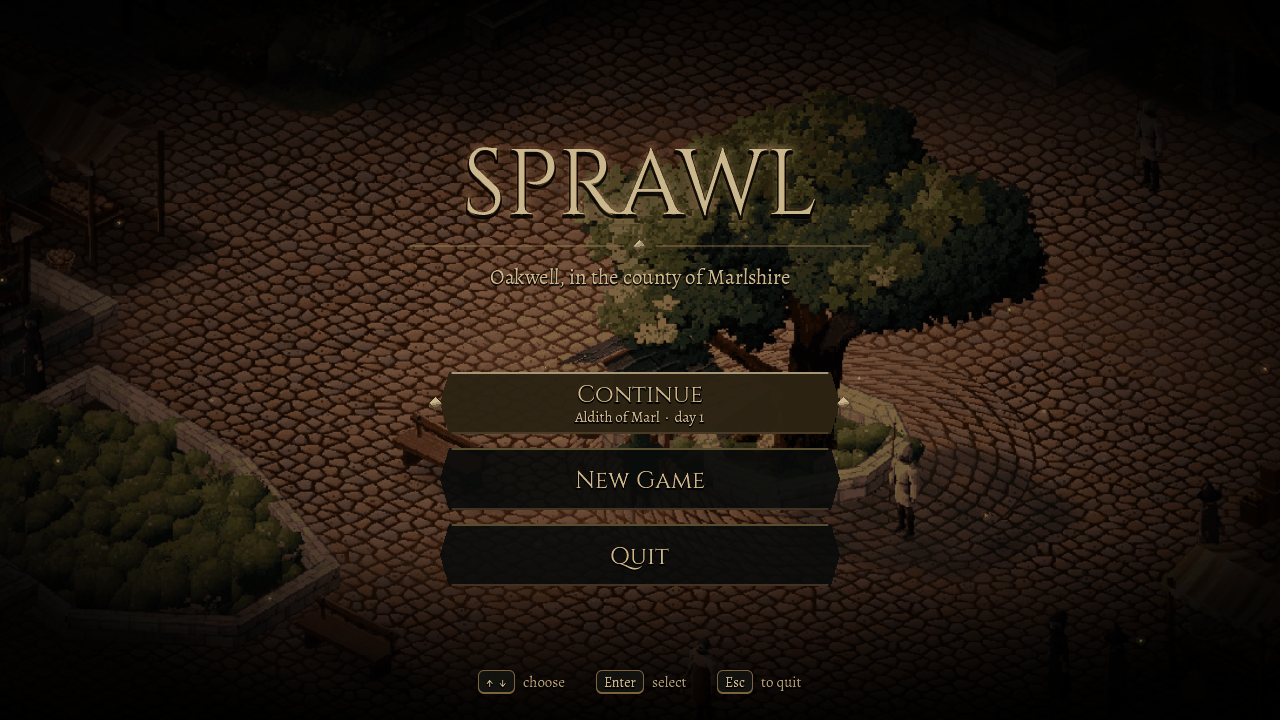 SPRAWL
Oakwell, in the county of Marlshire
Continue
Aldith of Marl · day 1
New Game
Quit
↑ ↓ choose Enter select Esc to quit